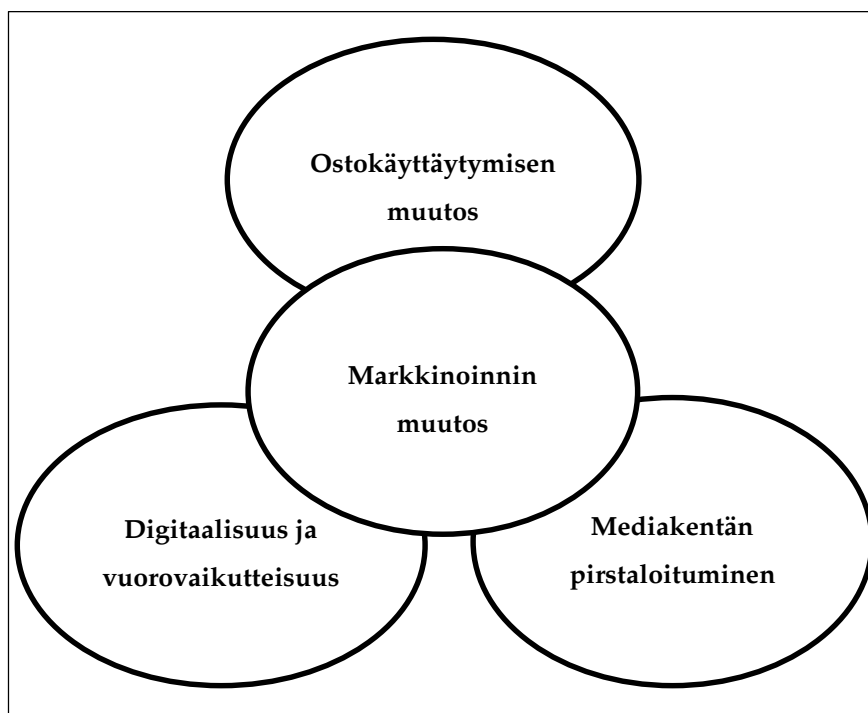 Ostokäyttäytymisen
muutos
Markkinoinnin
muutos
Digitaalisuus ja
vuorovaikutteisuus
Mediakentän
pirstaloituminen